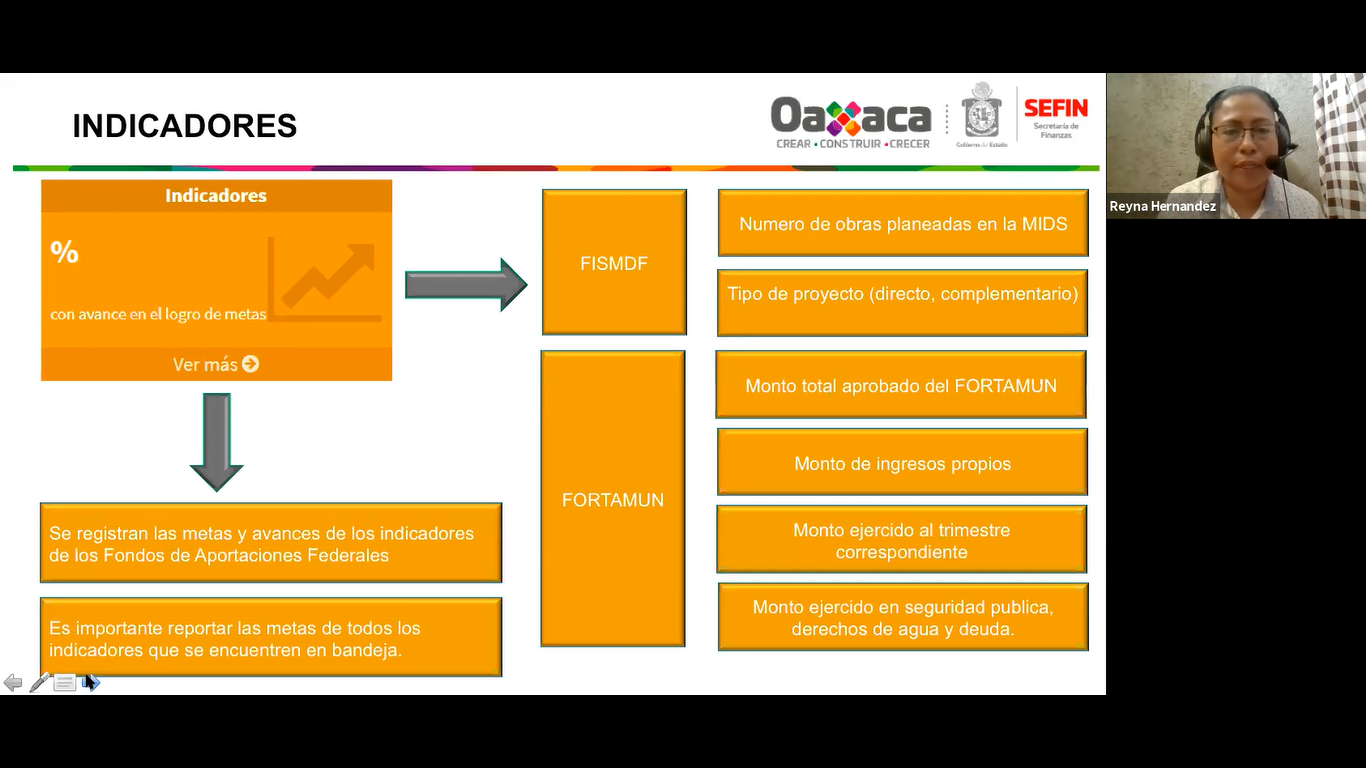 INDICADORES
Oaxaca
CREAR • CONSTRUIR • CRECER
Gobierno del Estado
SEFIN
Secretaría de
Finanzas
Reyna Hernandez
Indicadores
%
con avance en el logro de metas
Ver más
Se registran las metas y avances de los indicadores
de los Fondos de Aportaciones Federales
Es importante reportar las metas de todos los
indicadores que se encuentren en bandeja.
FISMDF
Numero de obras planeadas en la MIDS
Tipo de proyecto (directo, complementario)
FORTAMUN
Monto total aprobado del FORTAMUN
Monto de ingresos propios
Monto ejercido al trimestre
correspondiente
Monto ejercido en seguridad publica,
derechos de agua y deuda.